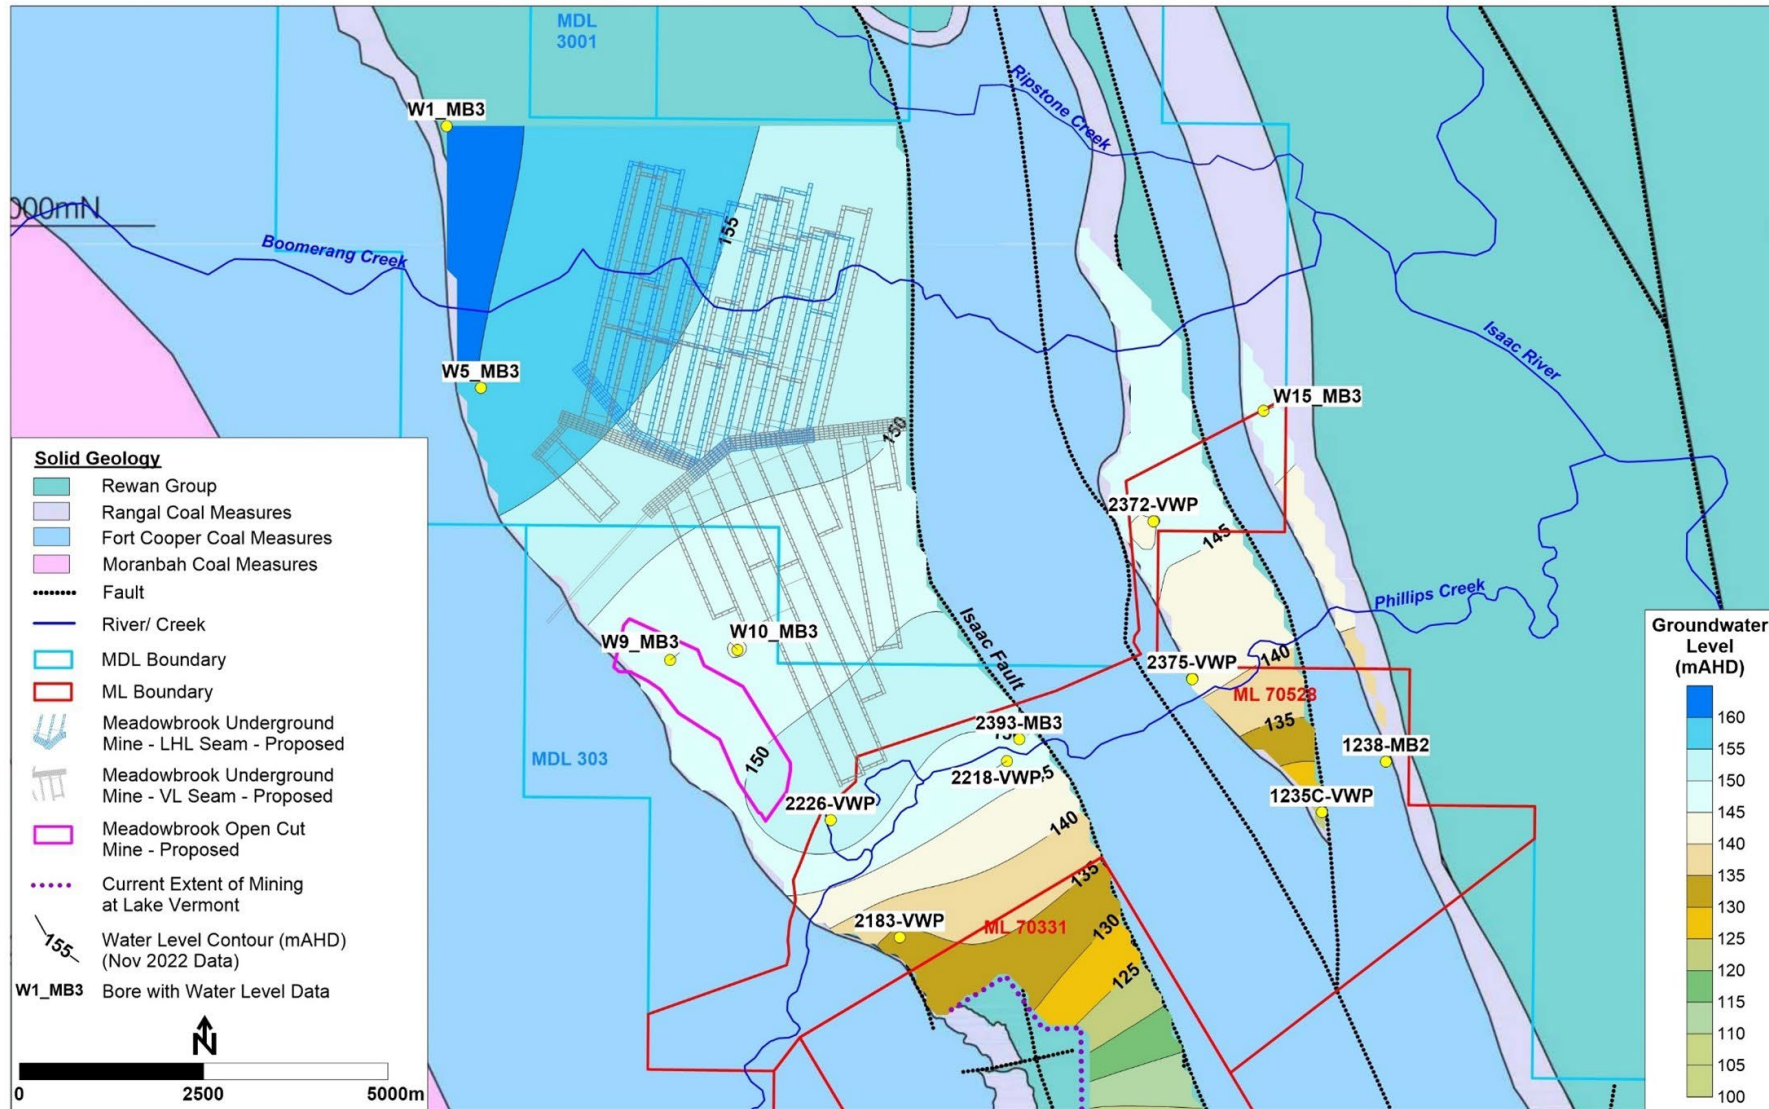 MDL
3001
W1_MB3
Ripstone
Creek
000mN
Boomerang Creek
155
Isaac River
W5_MB3
W15_MB3
150
Solid Geology
Rewan Group
Rangal Coal Measures
Fort Cooper Coal Measures
Moranbah Coal Measures
Fault
River/ Creek
MDL Boundary
ML Boundary
Meadowbrook Underground
Mine - LHL Seam - Proposed
Meadowbrook Underground
Mine - VL Seam - Proposed
Meadowbrook Open Cut
Mine - Proposed
Current Extent of Mining
at Lake Vermont
155
Water Level Contour (mAHD)
(Nov 2022 Data)
W1_MB3
Bore with Water Level Data
N
0
2500
5000m
2372-VWP
145
Phillips Creek
Isaac Fault
W9_MB3
W10_MB3
2375-VWP
140
ML 70528
135
2393-MB3
1238-MB2
MDL 303
150
2218-VWP
5
1235C-VWP
2226-VWP
140
135
2183-VWP
ML 70331
130
125
Groundwater
Level
(mAHD)
160
155
150
145
140
135
130
125
120
115
110
105
100